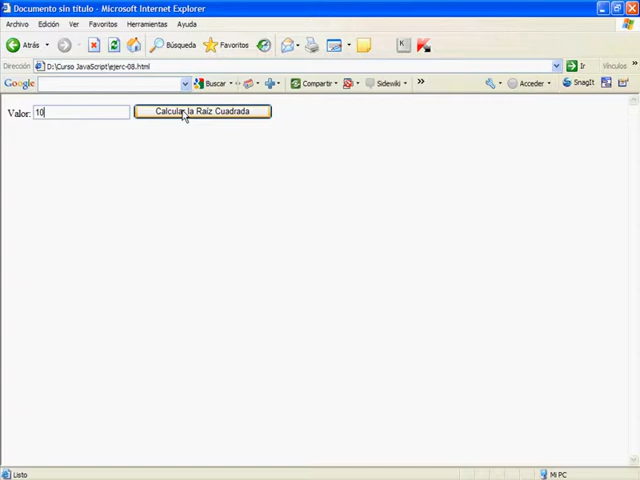 Documento sin título - Microsoft Internet Explorer
Archivo Edición Ver Favoritos Herramientas Ayuda
Atrás Búsqueda Favoritos K K
Dirección D:\Curso JavaScript\ejerc-08.html Ir Vínculos
Google Buscar Compartir Sidewiki » Acceder SnagIt
Valor: 10 Calcular la Raíz Cuadrada
Listo Mi PC